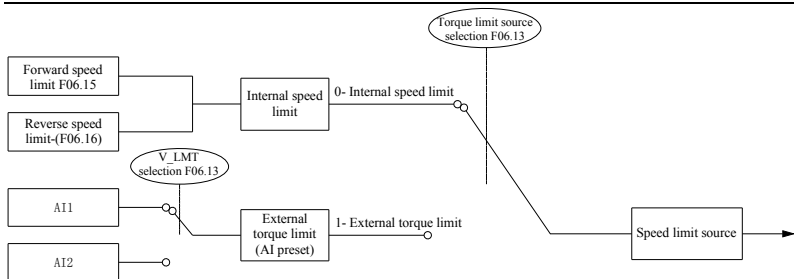 Torque limit source
selection F06.13
Forward speed
limit F06.15
Internal speed
limit
0- Internal speed limit
Reverse speed
limit-(F06.16)
V_LMT
selection F06.13
AI1
External
torque limit
(AI preset)
1- External torque limit
Speed limit source
AI2